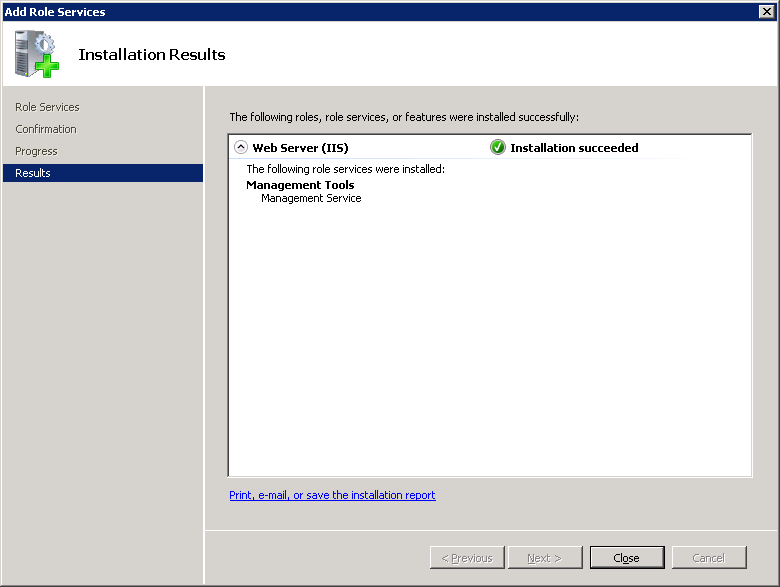 Add Role Services
Installation Results
Role Services
Confirmation
Progress
Results
The following roles, role services, or features were installed successfully:
Web Server (IIS)
Installation succeeded
The following role services were installed:
Management Tools
Management Service
Print, e-mail, or save the installation report
< Previous
Next >
Close
Cancel